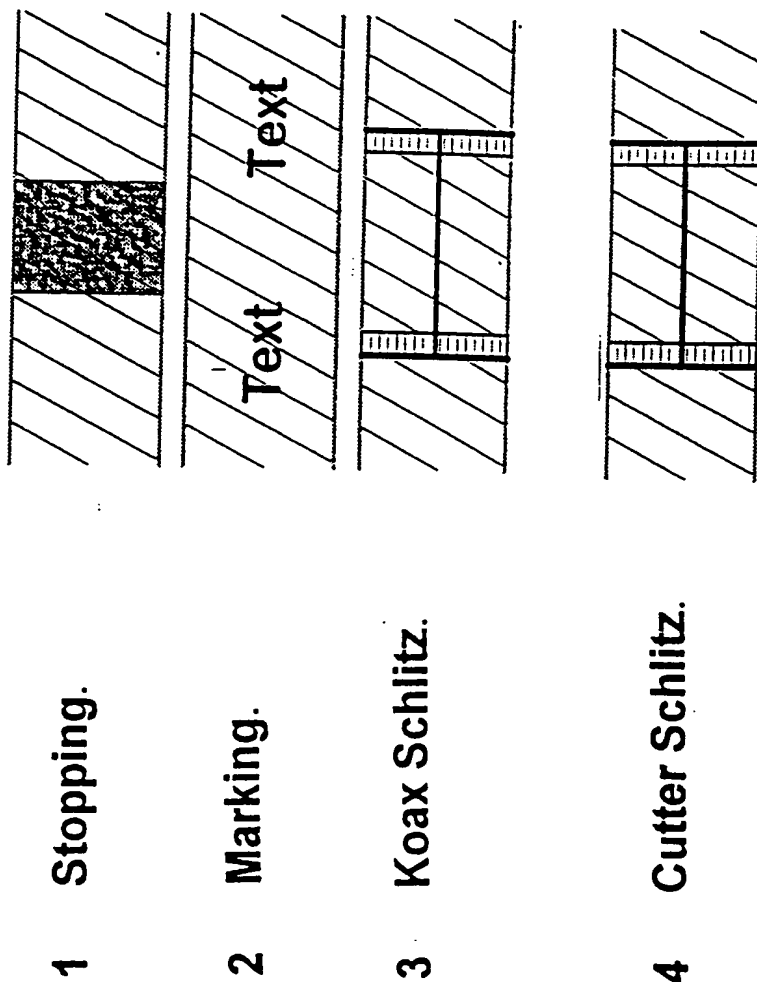 1 Stopping.
2 Marking.
Text Text
3 Koax Schlitz.
4 Cutter Schlitz.